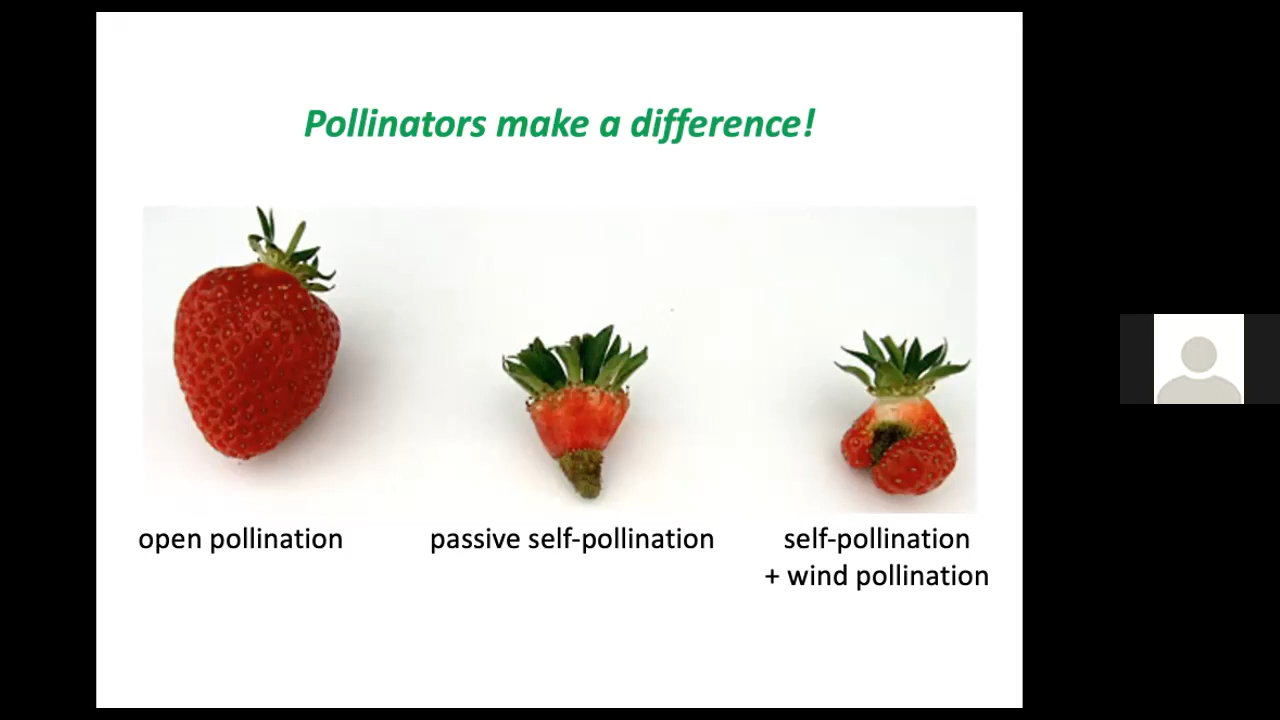 Pollinators make a difference!
open pollination
passive self-pollination
self-pollination
+ wind pollination